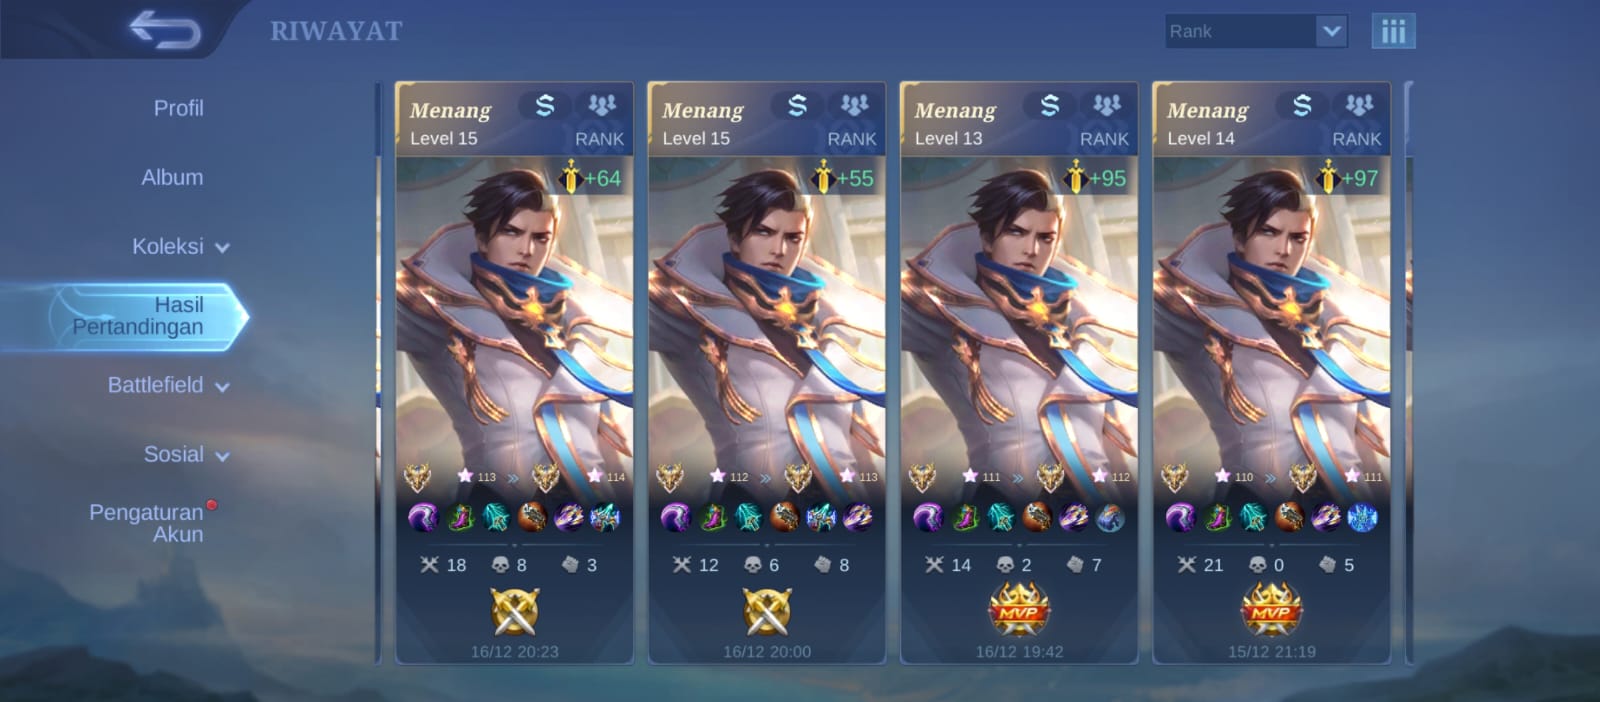 RIWAYAT
Rank
Profil
Album
Koleksi
Hasil
Pertandingan
Battlefield
Sosial
Pengaturan
Akun
Menang
Level 15
RANK
+64
113
114
18
8
3
16/12 20:23
Menang
Level 15
RANK
+55
112
113
12
6
8
16/12 20:00
Menang
Level 13
RANK
+95
111
112
14
2
7
MVP
16/12 19:42
Menang
Level 14
RANK
+97
110
111
21
0
5
MVP
15/12 21:19